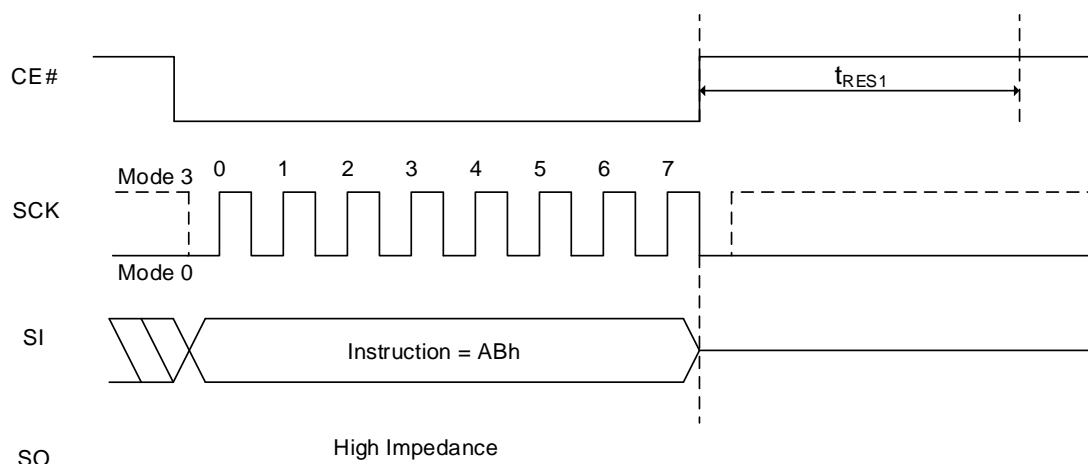 CE#
tRES1
Mode 3
0 1 2 3 4 5 6 7
SCK
Mode 0
SI
Instruction = ABh
High Impedance
SO